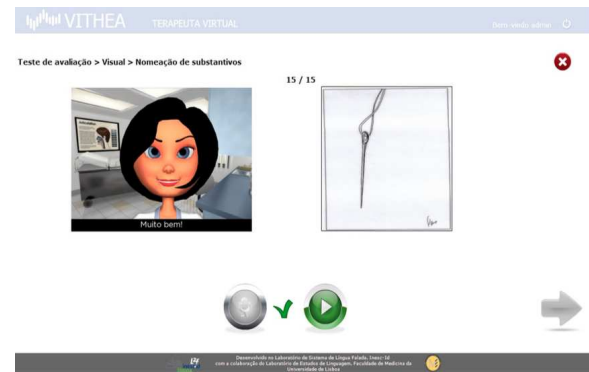 VITHEA TERAPEUTA VIRTUAL Bem vindo admin
Teste de avaliação > Visual > Nomeação de substantivos
15 / 15
Muito bem!
Desenvolvido no Laboratório de Sistema de Língua Falada, Inesc-Id
com a colaboração do Laboratório de Estudos de Linguagem, Faculdade de Medicina da
Universidade de Lisboa